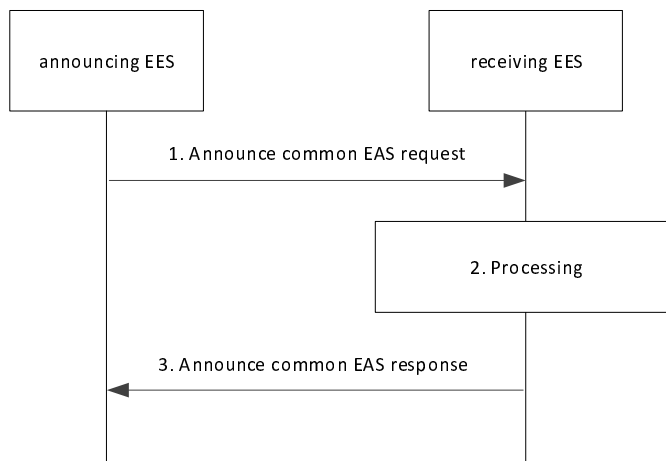 announcing EES
receiving EES
1. Announce common EAS request
2. Processing
3. Announce common EAS response